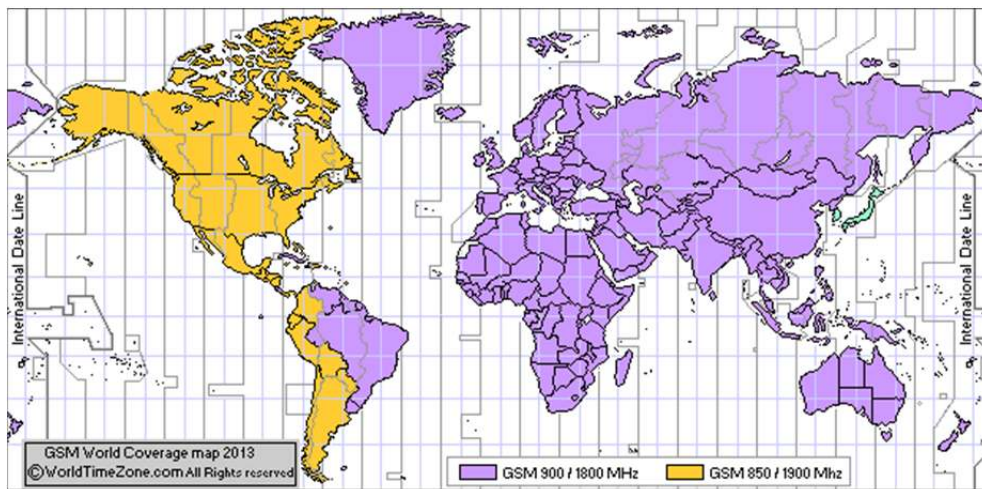 International Date Line
International Date Line
GSM World Coverage map 2013
©WorldTimeZone.com All Rights reserved
GSM 900 / 1800 MHz
GSM 850 / 1900 Mhz